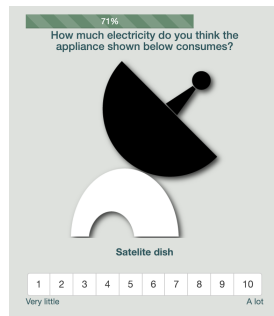 71%
How much electricity do you think the
appliance shown below consumes?
Satelite dish
1 2 3 4 5 6 7 8 9 10
Very little A lot